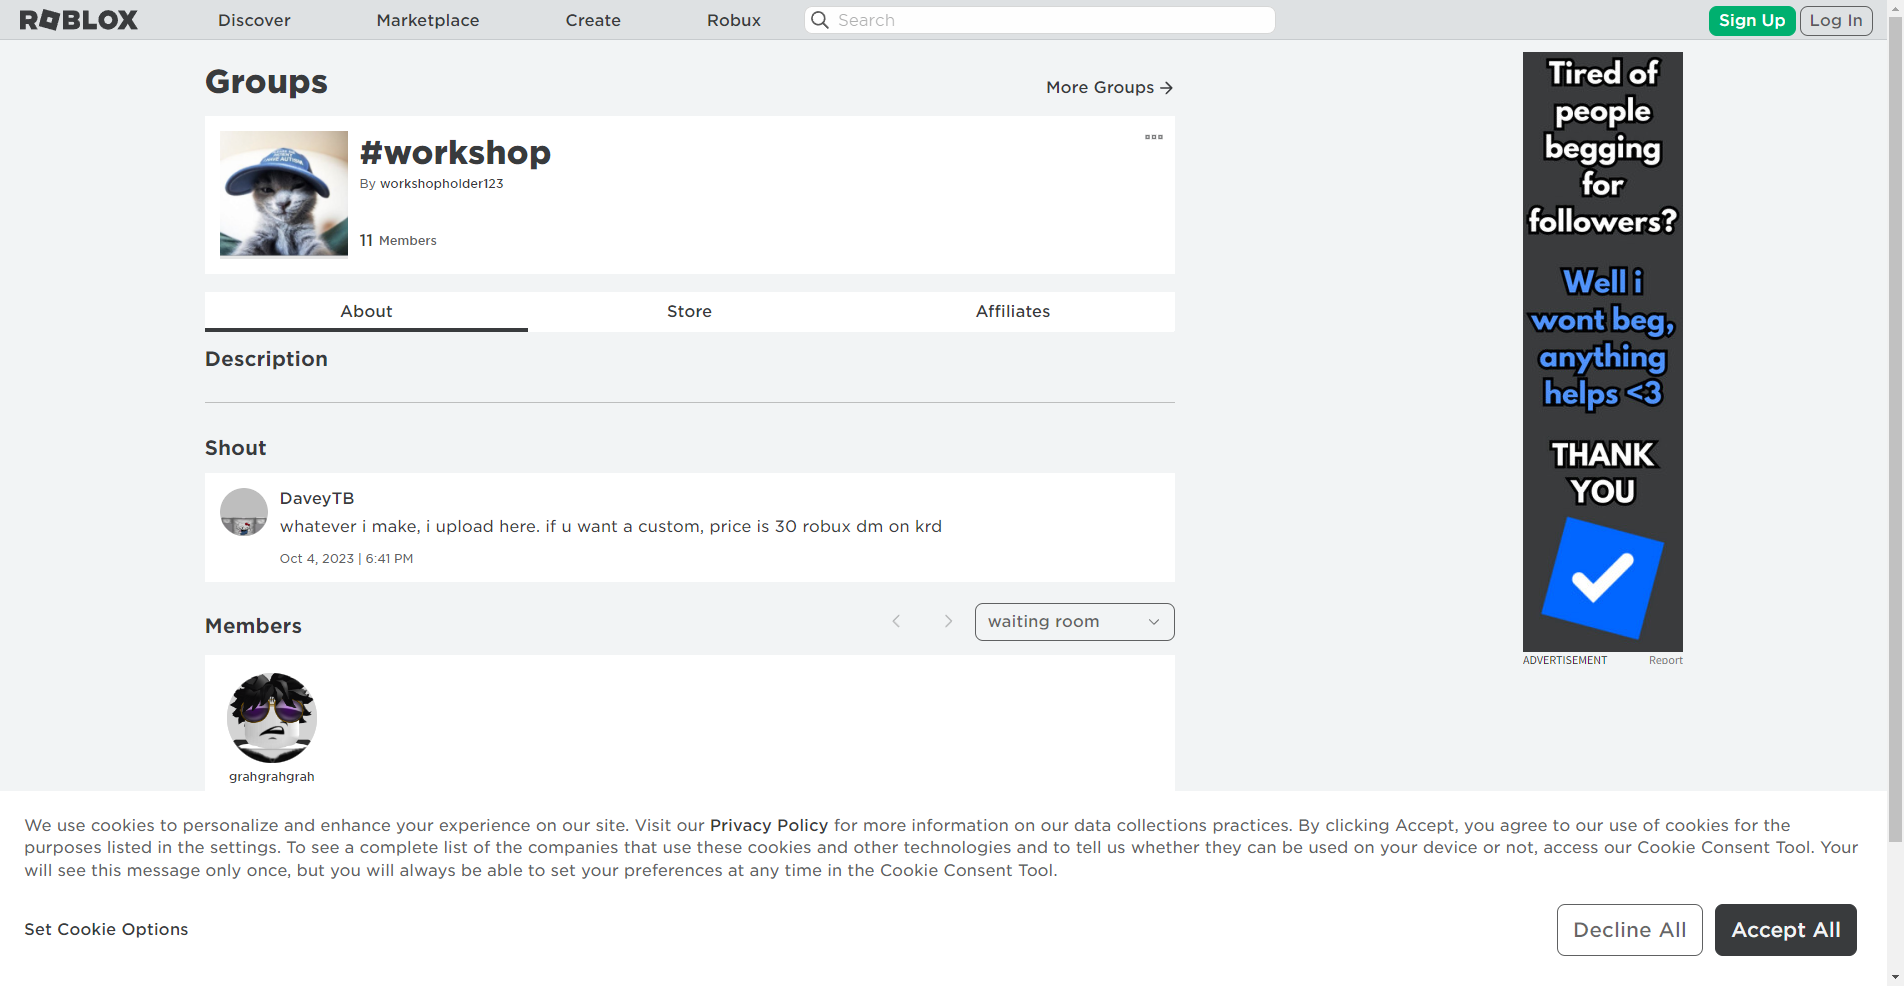 ROBLOX
Discover
Marketplace
Create
Robux
Search
Sign Up
Log In
Groups
More Groups
#workshop
By workshopholder123
11 Members
About
Store
Affiliates
Description
Shout
DaveyTB
whatever i make, i upload here. if u want a custom, price is 30 robux dm on krd
Oct 4, 2023 | 6:41 PM
Members
waiting room
grahgrahgrah
Tired of
people
begging
for
followers?
Well i
wont beg,
anything
helps <3
THANK
YOU
ADVERTISEMENT
Report
We use cookies to personalize and enhance your experience on our site. Visit our Privacy Policy for more information on our data collections practices. By clicking Accept, you agree to our use of cookies for the
purposes listed in the settings. To see a complete list of the companies that use these cookies and other technologies and to tell us whether they can be used on your device or not, access our Cookie Consent Tool. Your
will see this message only once, but you will always be able to set your preferences at any time in the Cookie Consent Tool.
Set Cookie Options
Decline All
Accept All